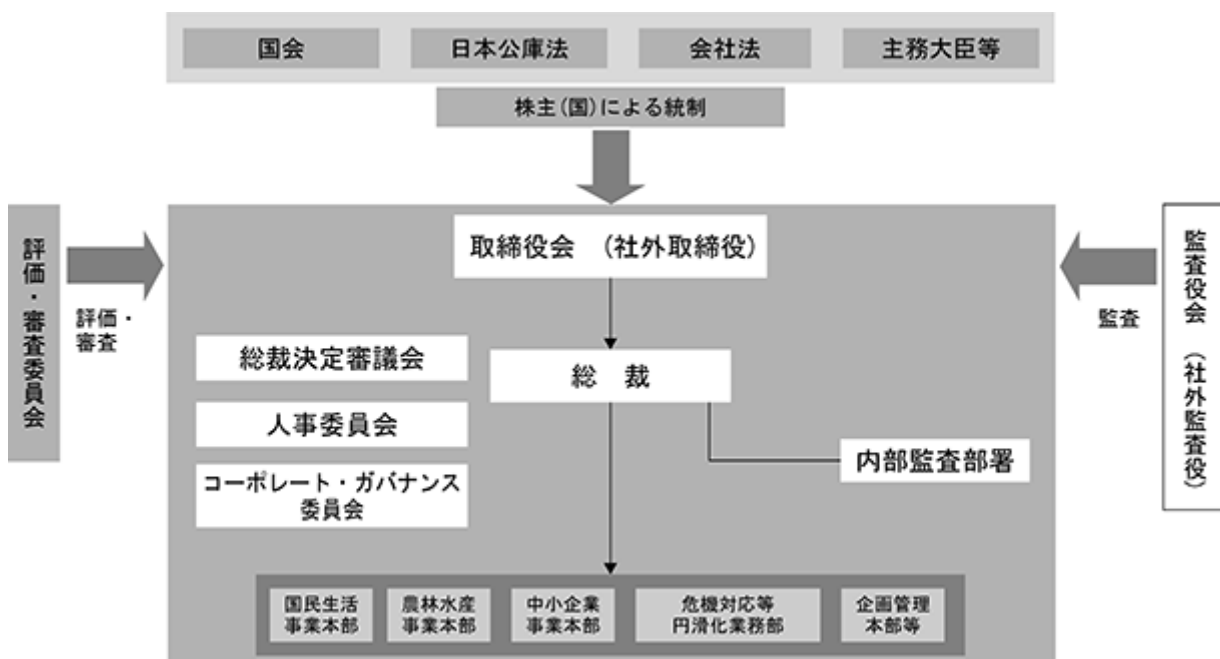 国会
日本公庫法
会社法
主務大臣等
株主(国)による統制
評価・審査委員会
評価・
審査
取締役会 (社外取締役)
総裁決定審議会
総 裁
人事委員会
コーポレート・ガバナンス
委員会
内部監査部署
監査
監査役会 (社外監査役)
国民生活
事業本部
農林水産
事業本部
中小企業
事業本部
危機対応等
円滑化業務部
企画管理
本部等